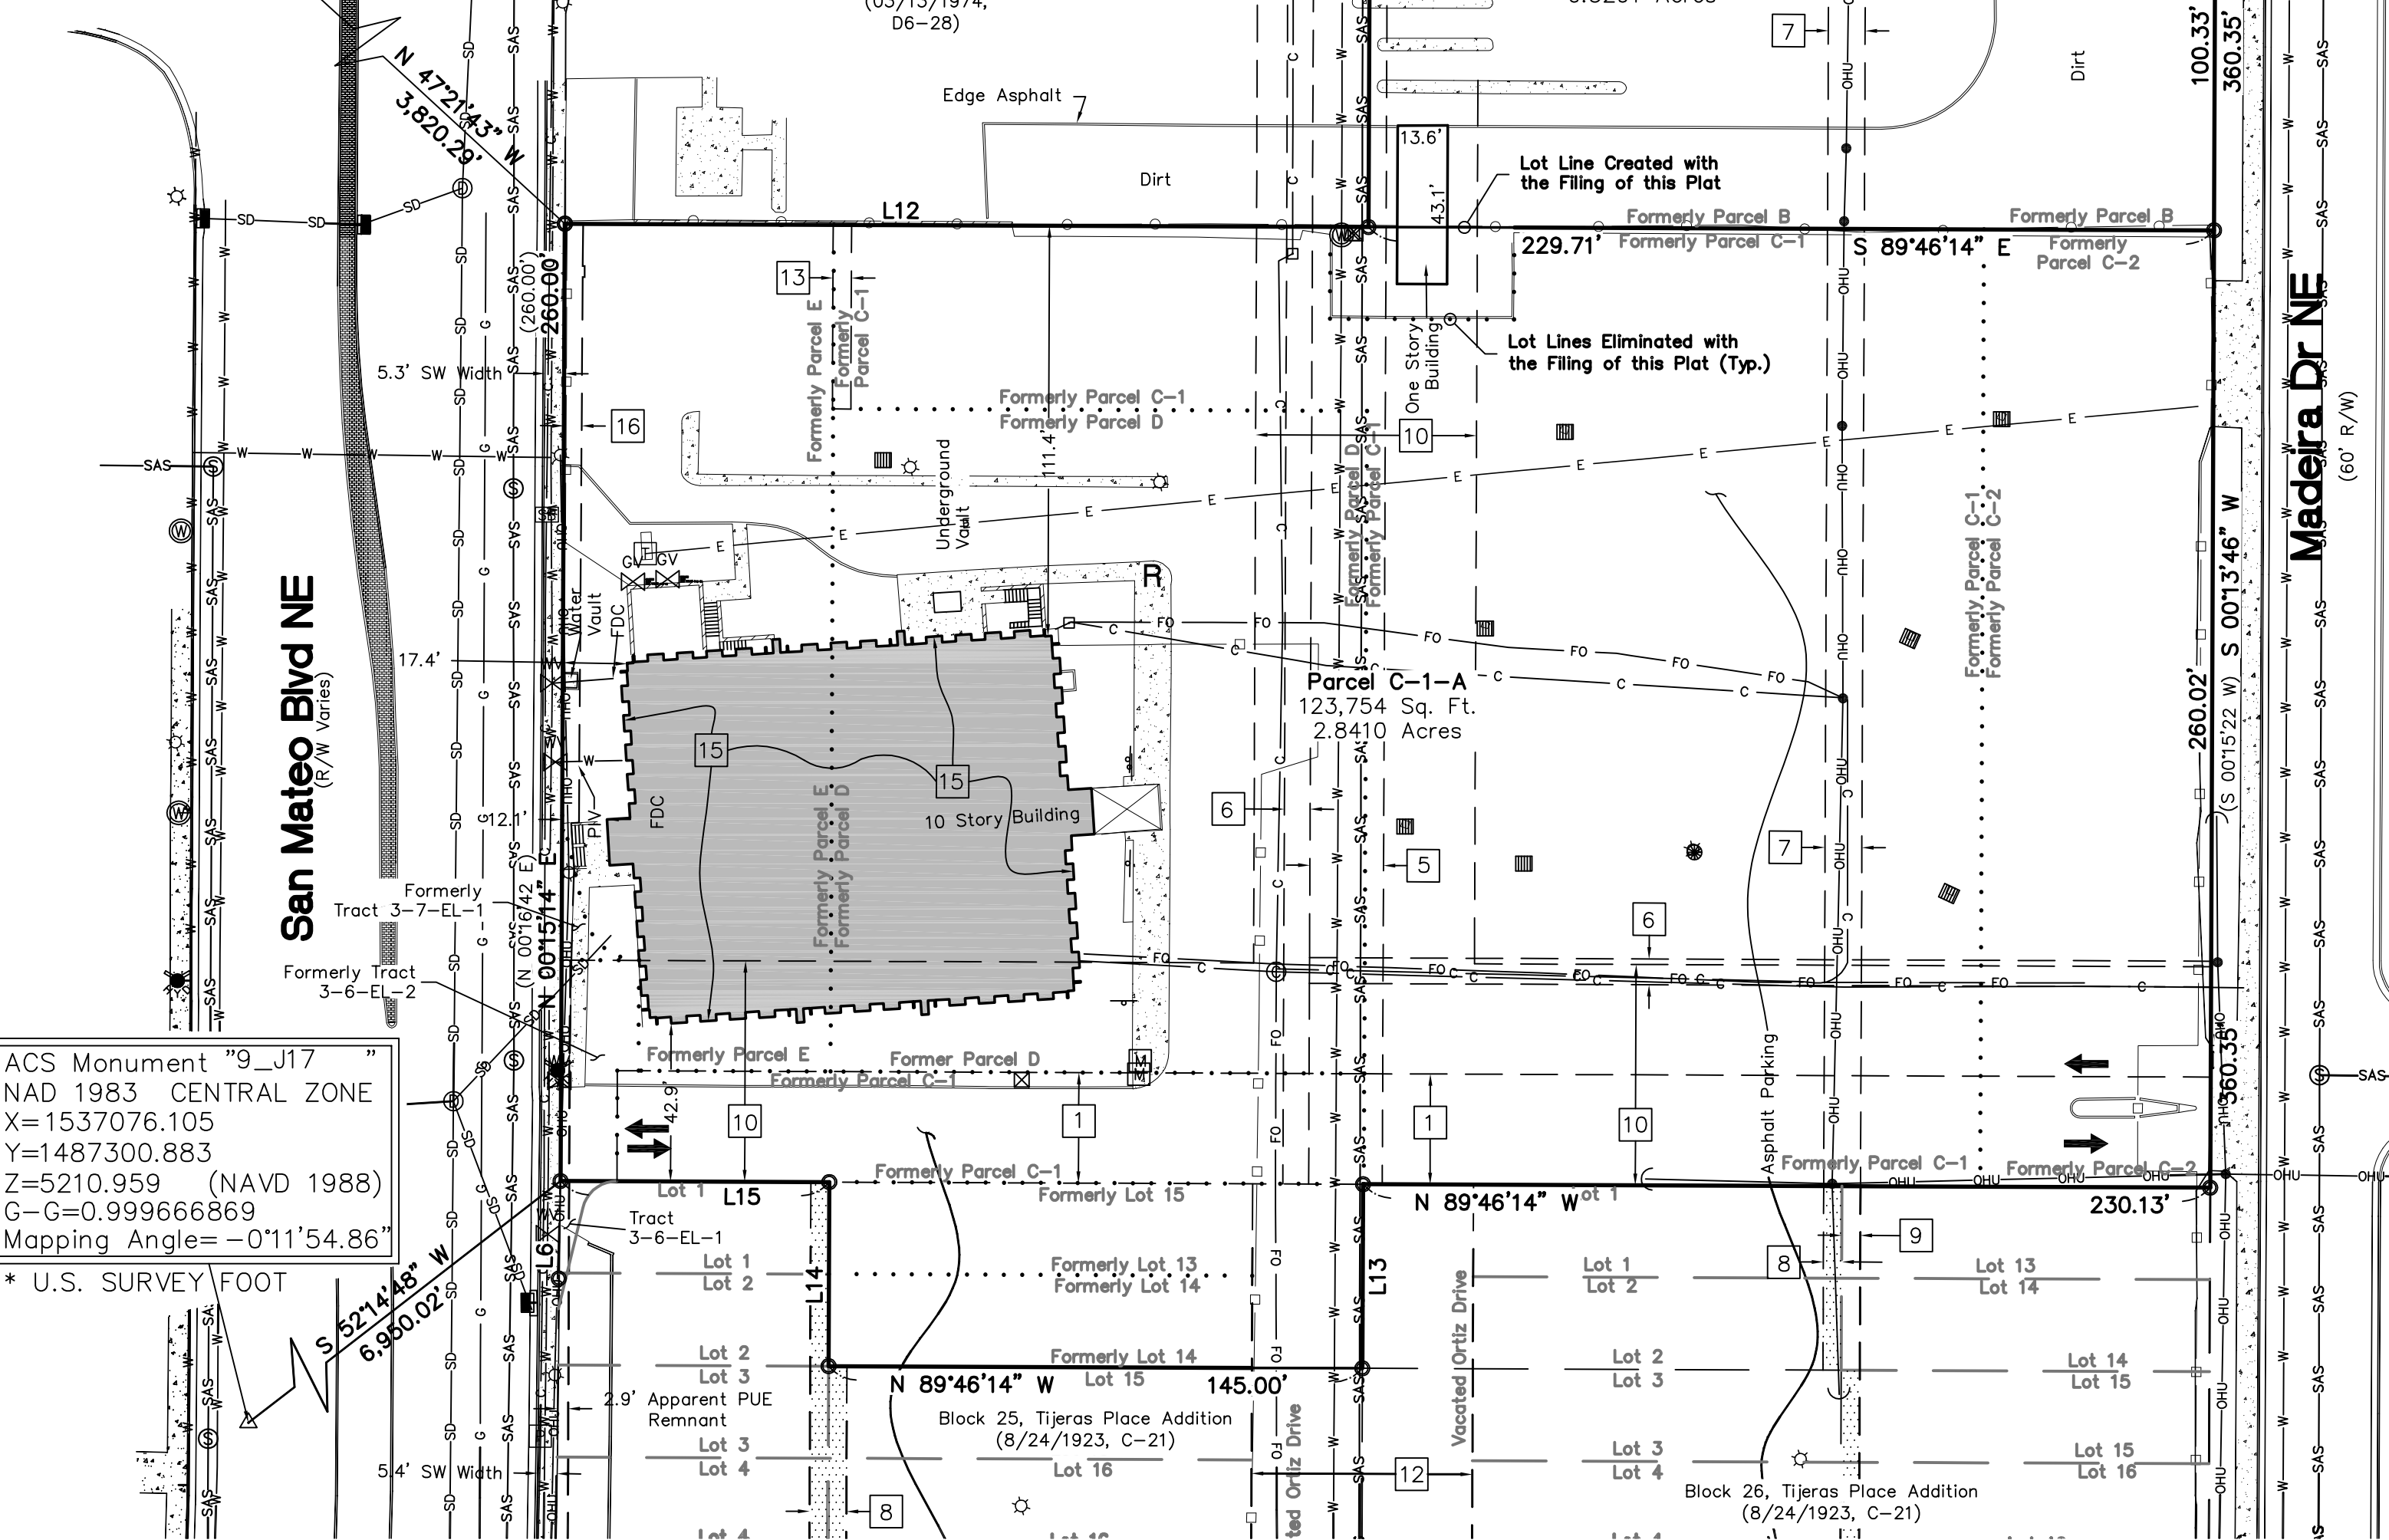 (03/13/1974,
D6-28)
7
100.33'
360.35'
Dirt
N 47°21'43" W
3,820.29'
Edge Asphalt
13.6'
43.1'
Dirt
Lot Line Created with
the Filing of this Plat
L12
Formerly Parcel B
Formerly Parcel B
229.71'
Formerly Parcel C-1
S 89°46'14" E
Formerly
Parcel C-2
13
260.00'
(260.00')
Formerly Parcel E
Formerly
Parcel C-1
One Story
Building
Lot Lines Eliminated with
the Filing of this Plat (Typ.)
5.3' SW Width
16
Formerly Parcel C-1
Formerly Parcel D
10
111.4'
Underground
Vault
Formerly Parcel D
Formerly Parcel C-1
Formerly Parcel C-1
Formerly Parcel C-2
Madeira Dr NE
(60' R/W)
S 00°13'46" W
260.02'
(S 00°15'22 W)
GV
GV
R
Water
Vault
FDC
17.4'
San Mateo Blvd NE
(R/W Varies)
Parcel C-1-A
123,754 Sq. Ft.
2.8410 Acres
15
15
10 Story Building
FDC
PIV
12.1'
Formerly Parcel E
Formerly Parcel D
6
5
7
6
N 00°15'14" E
(N 00°16'42 E)
Formerly
Tract 3-7-EL-1
Formerly Tract
3-6-EL-2
ACS Monument "9_J17 "
NAD 1983 CENTRAL ZONE
X=1537076.105
Y=1487300.883
Z=5210.959 (NAVD 1988)
G-G=0.999666869
Mapping Angle= -0°11'54.86"
* U.S. SURVEY FOOT
Formerly Parcel E
Former Parcel D
Formerly Parcel C-1
M
M
42.9'
10
1
1
10
Asphalt Parking
360.35'
Formerly Parcel C-1
Formerly Parcel C-1
Formerly Parcel C-2
Lot 1
L15
Formerly Lot 15
N 89°46'14" W
ot 1
230.13'
Tract
3-6-EL-1
L6
L14
L13
S 52°14'48" W
6,950.02'
Lot 1
Lot 2
Formerly Lot 13
Formerly Lot 14
Lot 1
Lot 2
8
9
Lot 13
Lot 14
Vacated Ortiz Drive
Lot 2
Lot 3
Formerly Lot 14
Lot 15
Lot 2
Lot 3
Lot 14
Lot 15
N 89°46'14" W
145.00'
2.9' Apparent PUE
Remnant
Block 25, Tijeras Place Addition
(8/24/1923, C-21)
ted Ortiz Drive
Lot 3
Lot 4
Lot 16
Lot 3
Lot 4
Lot 15
Lot 16
5.4' SW Width
12
8
Block 26, Tijeras Place Addition
(8/24/1923, C-21)